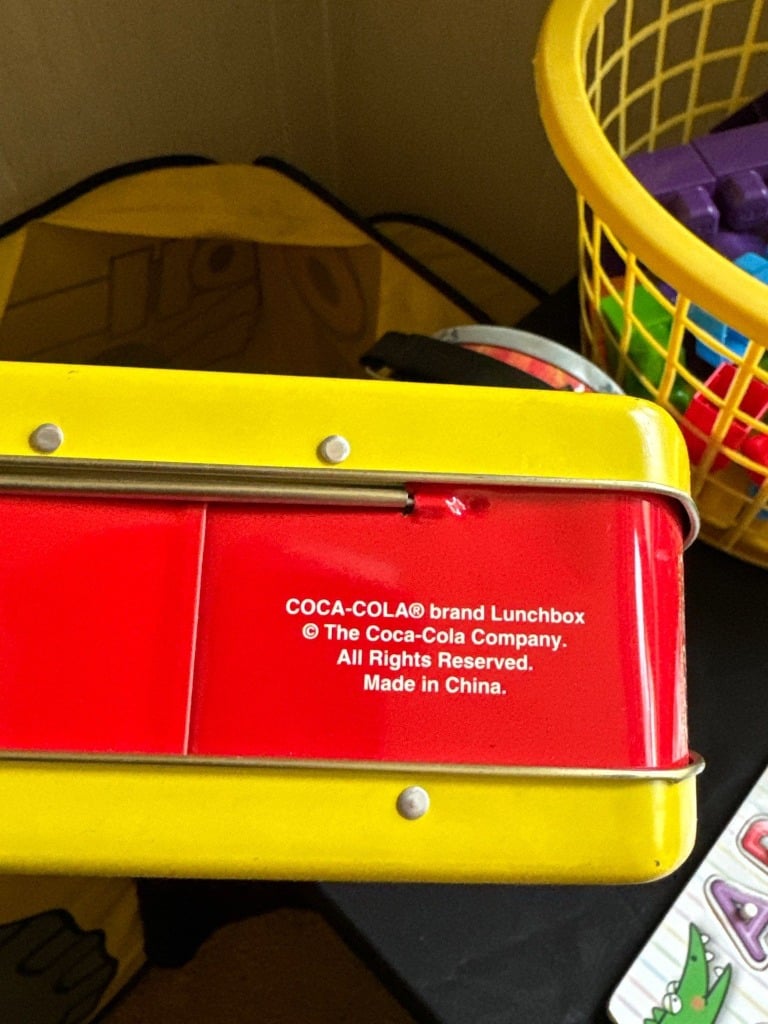 COCA-COLA® brand Lunchbox
© The Coca-Cola Company.
All Rights Reserved.
Made in China.
A